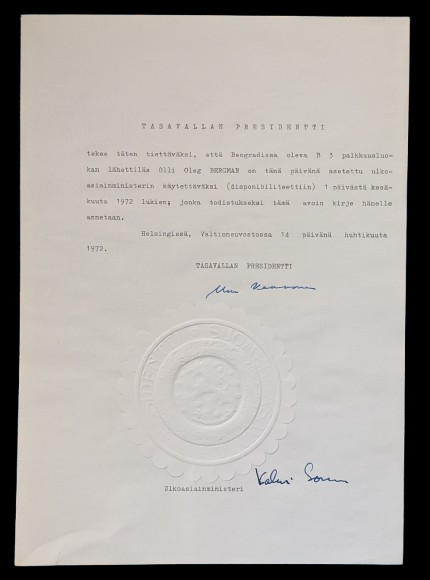 TASAVALLAN PRESIDENTTI
tekee täten tiettäväksi, että Beogradissa oleva B 3 palkkausluo-
kan lähettiläs Olli Oleg BERGMAN on tänä päivänä asetettu ulko-
asiainministerin käytettäväksi (disponibiliteettiin) 1 päivästä kesä-
kuuta 1972 lukien; jonka todistukseksi tämä avoin kirje hänelle
annetaan.
Helsingissä, Valtioneuvostossa 14 päivänä huhtikuuta
1972.
TASAVALLAN PRESIDENTTI
Ulkoasiainministeri
Kalevi Sorsa